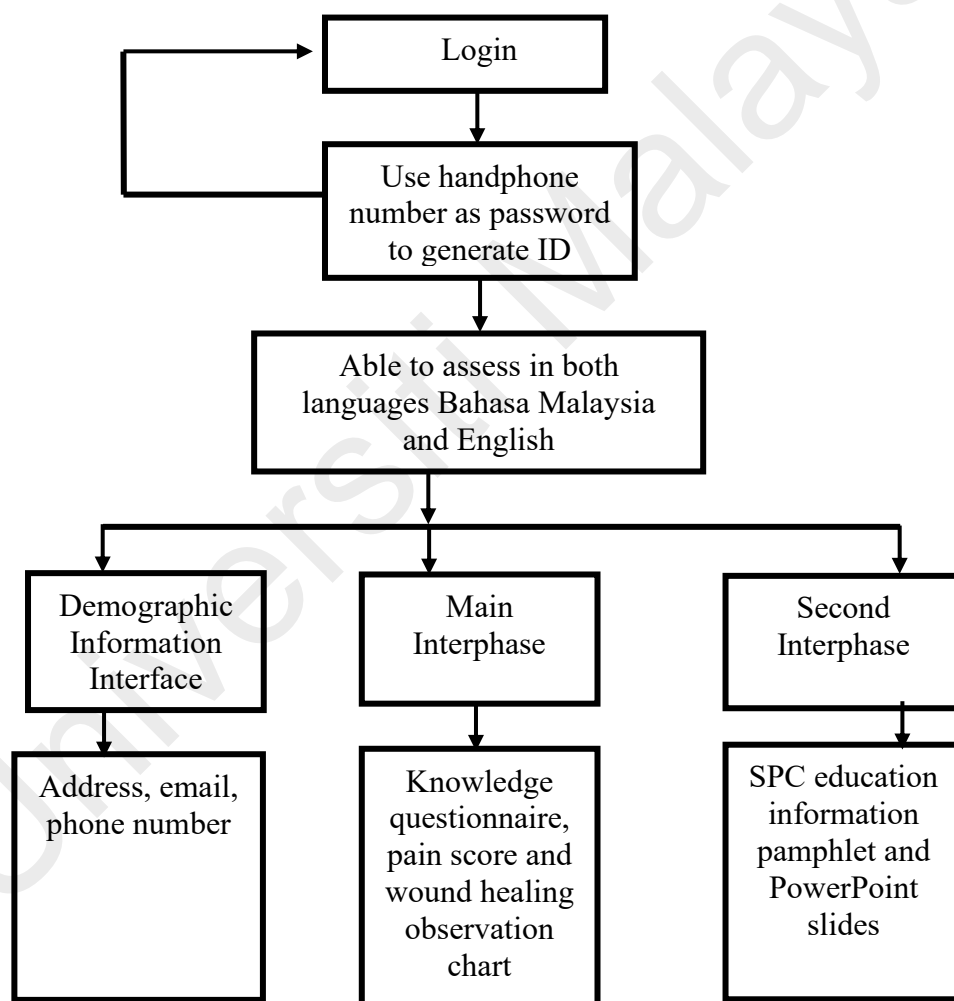 Login
Use handphone
number as password
to generate ID
Able to assess in both
languages Bahasa Malaysia
and English
Demographic
Information
Interface
Main
Interphase
Second
Interphase
Address, email,
phone number
Knowledge
questionnaire,
pain score and
wound healing
observation
chart
SPC education
information
pamphlet and
PowerPoint
slides
Universiti Malaya